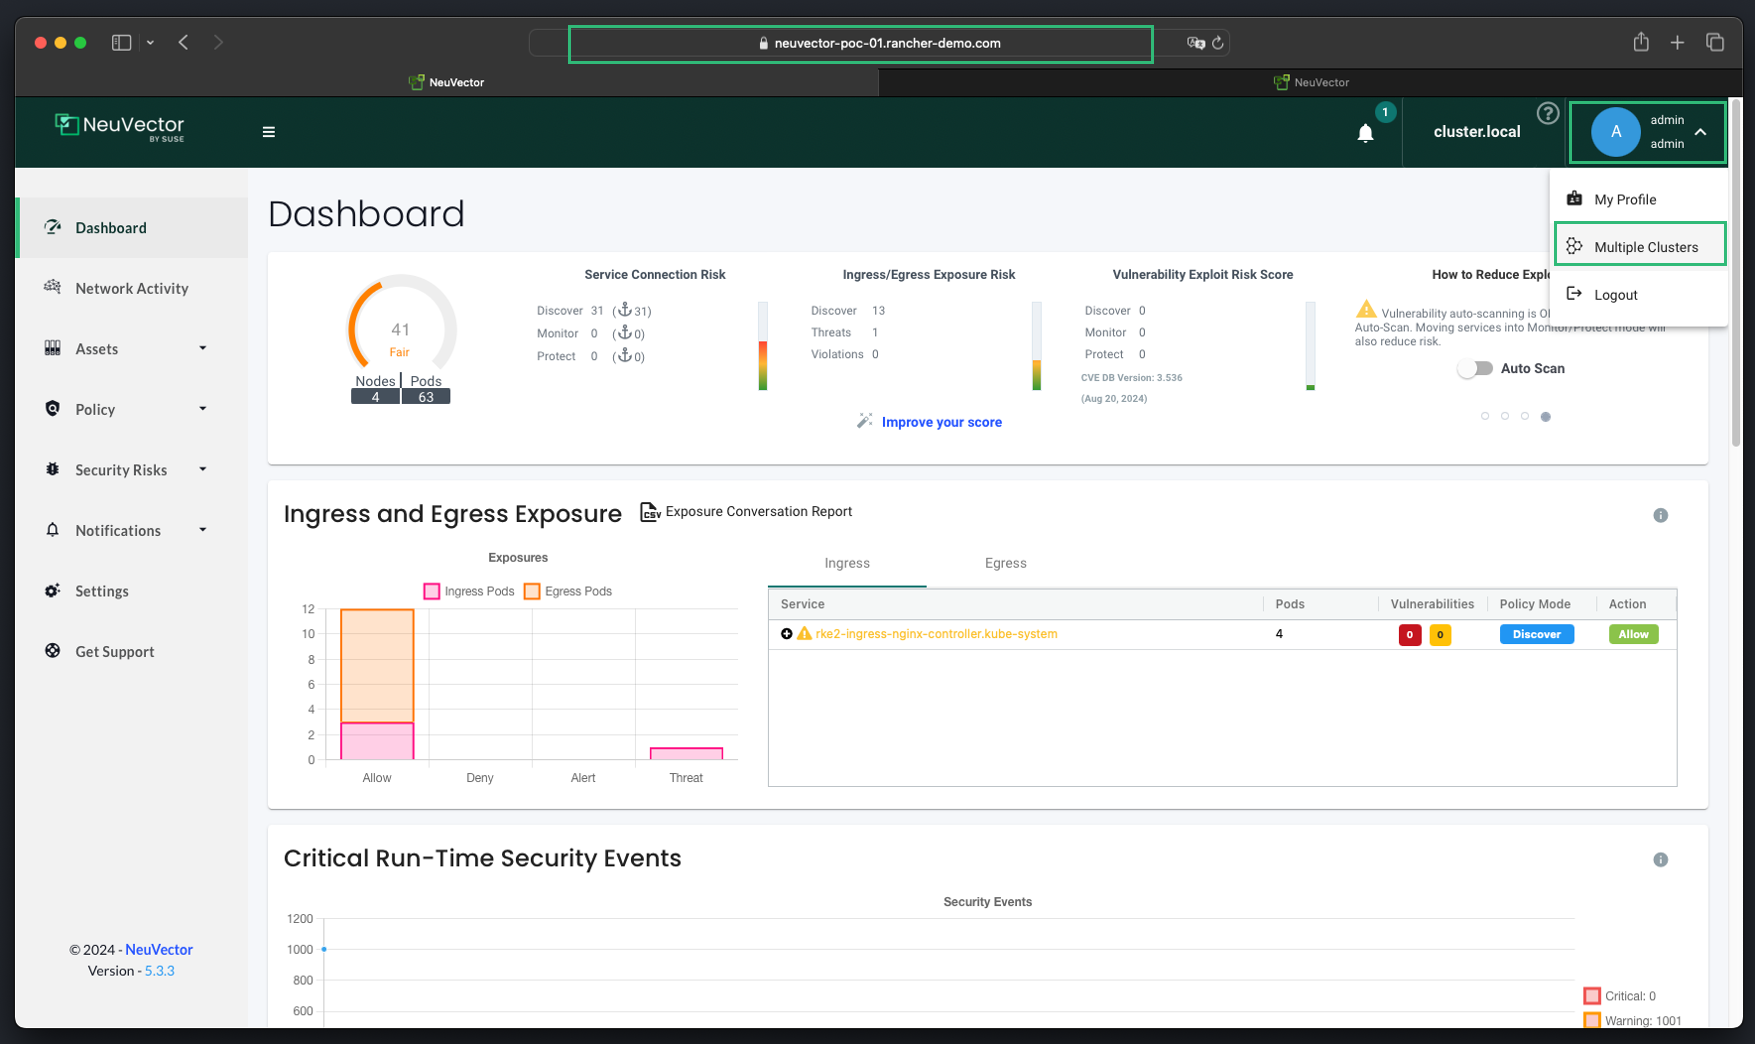 neuvector-poc-01.rancher-demo.com
NeuVector
NeuVector
NeuVector
BY SUSE
1
cluster.local
?
A
admin
admin
My Profile
Multiple Clusters
Logout
Dashboard
Network Activity
Assets
Policy
Security Risks
Notifications
Settings
Get Support
© 2024 - NeuVector
Version - 5.3.3
Dashboard
41
Fair
Nodes Pods
4 63
Service Connection Risk
Discover 31 ( 31)
Monitor 0 ( 0)
Protect 0 ( 0)
Ingress/Egress Exposure Risk
Discover 13
Threats 1
Violations 0
Vulnerability Exploit Risk Score
Discover 0
Monitor 0
Protect 0
CVE DB Version: 3.536
(Aug 20, 2024)
How to Reduce
Vulnerability auto-scanning is
Auto-Scan. Moving services into Monitor/Protect mode will
also reduce risk.
Auto Scan
Improve your score
Ingress and Egress Exposure
CSV
Exposure Conversation Report
Exposures
Ingress Pods Egress Pods
12
10
8
6
4
2
0
Allow Deny Alert Threat
Ingress Egress
Service Pods Vulnerabilities Policy Mode Action
rke2-ingress-nginx-controller.kube-system 4 0 0 Discover Allow
Critical Run-Time Security Events
Security Events
1200
1000
800
600
Critical: 0
Warning: 1001